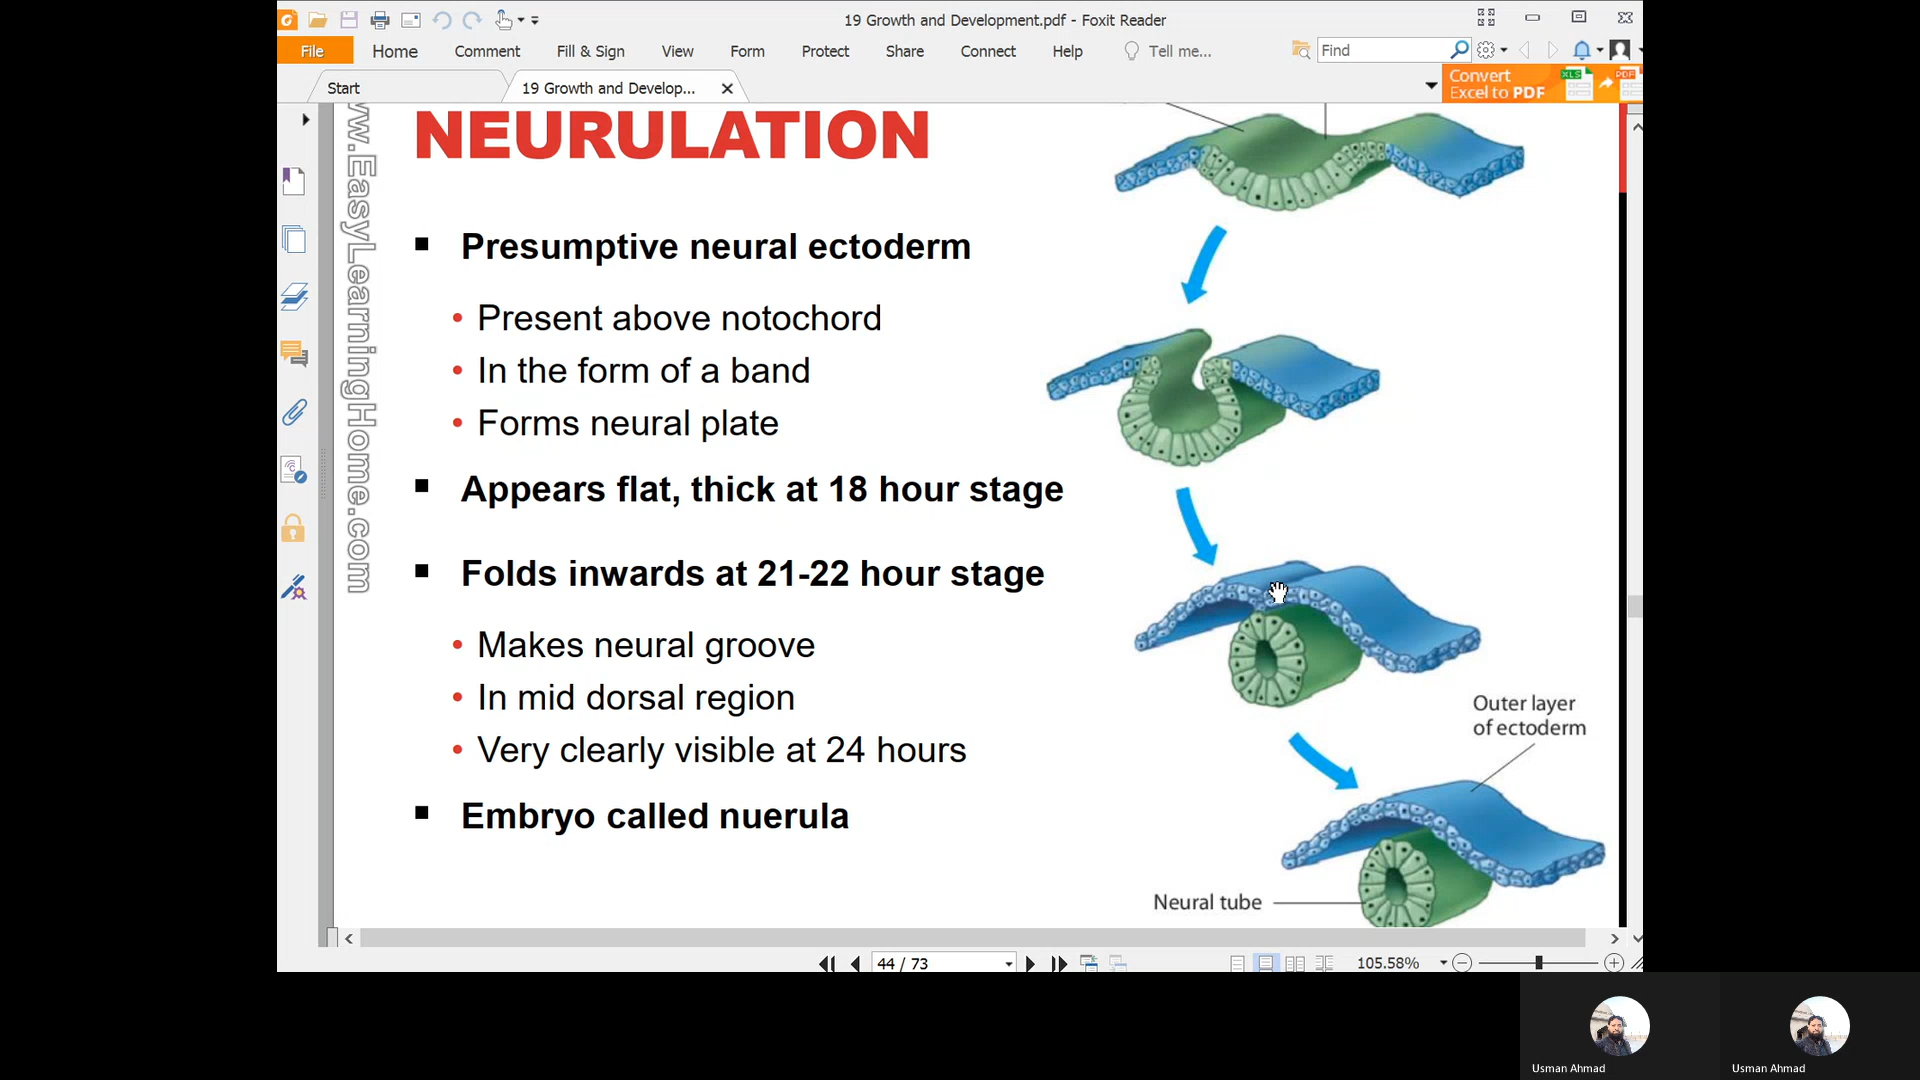 19 Growth and Development.pdf - Foxit Reader
File Home Comment Fill & Sign View Form Protect Share Connect Help Tell me... Find
Start 19 Growth and Develop... Convert
Excel to PDF
w.EasyLearningHome.com
NEURULATION
▪ Presumptive neural ectoderm
• Present above notochord
• In the form of a band
• Forms neural plate
▪ Appears flat, thick at 18 hour stage
▪ Folds inwards at 21-22 hour stage
• Makes neural groove
• In mid dorsal region
• Very clearly visible at 24 hours
▪ Embryo called nuerula
Outer layer
of ectoderm
Neural tube
44 / 73 105.58%
Usman Ahmad Usman Ahmad